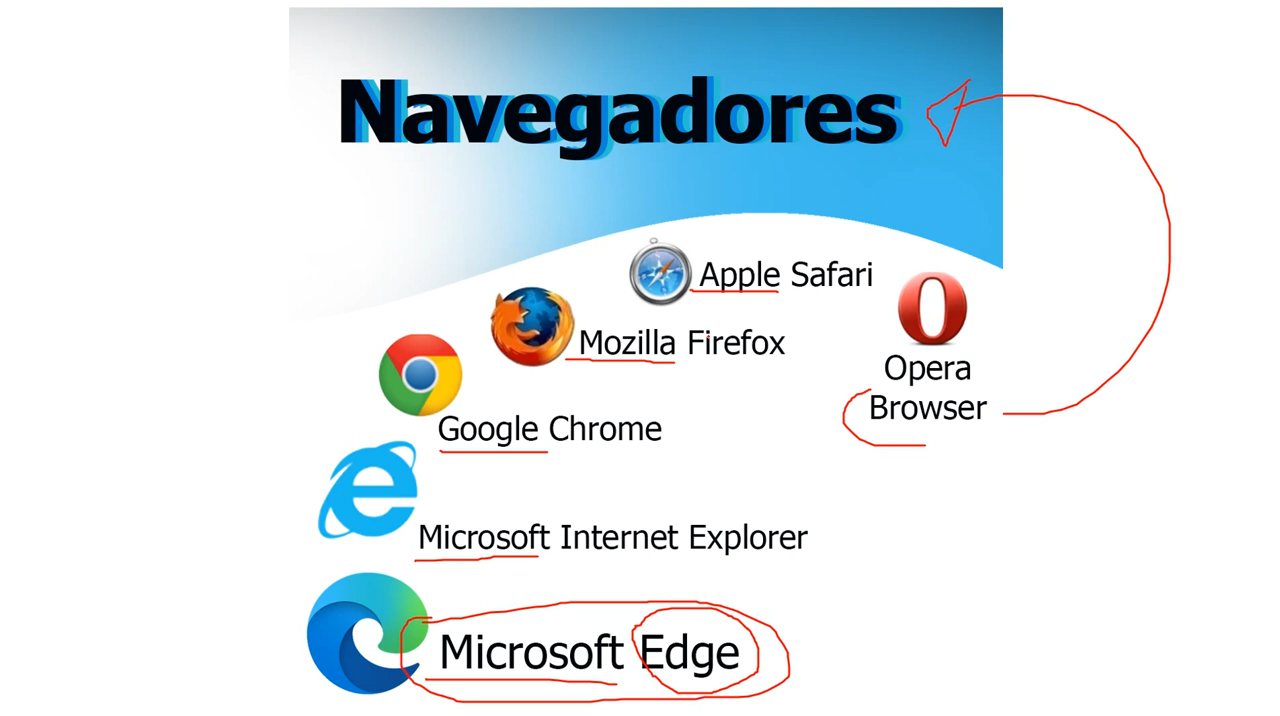 Navegadores
Apple Safari
Mozilla Firefox
Opera
Browser
Google Chrome
Microsoft Internet Explorer
Microsoft Edge